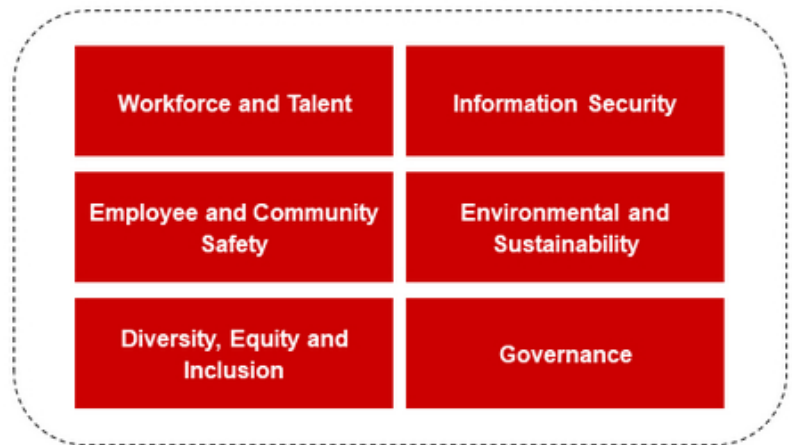 Workforce and Talent
Information Security
Employee and Community
Safety
Environmental and
Sustainability
Diversity, Equity and
Inclusion
Governance